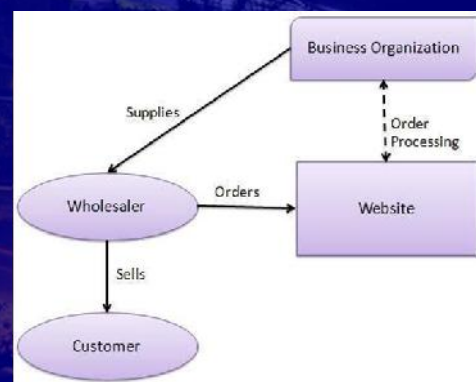 Business Organization
Supplies
Order
Processing
Wholesaler
Orders
Website
Sells
Customer